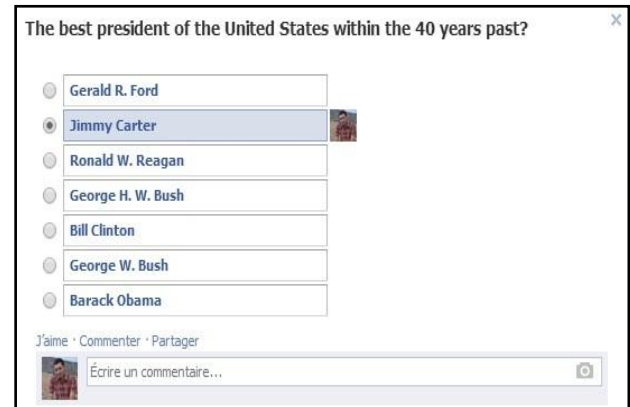 The best president of the United States within the 40 years past?
Gerald R. Ford
Jimmy Carter
Ronald W. Reagan
George H. W. Bush
Bill Clinton
George W. Bush
Barack Obama
J'aime · Commenter · Partager
Écrire un commentaire...